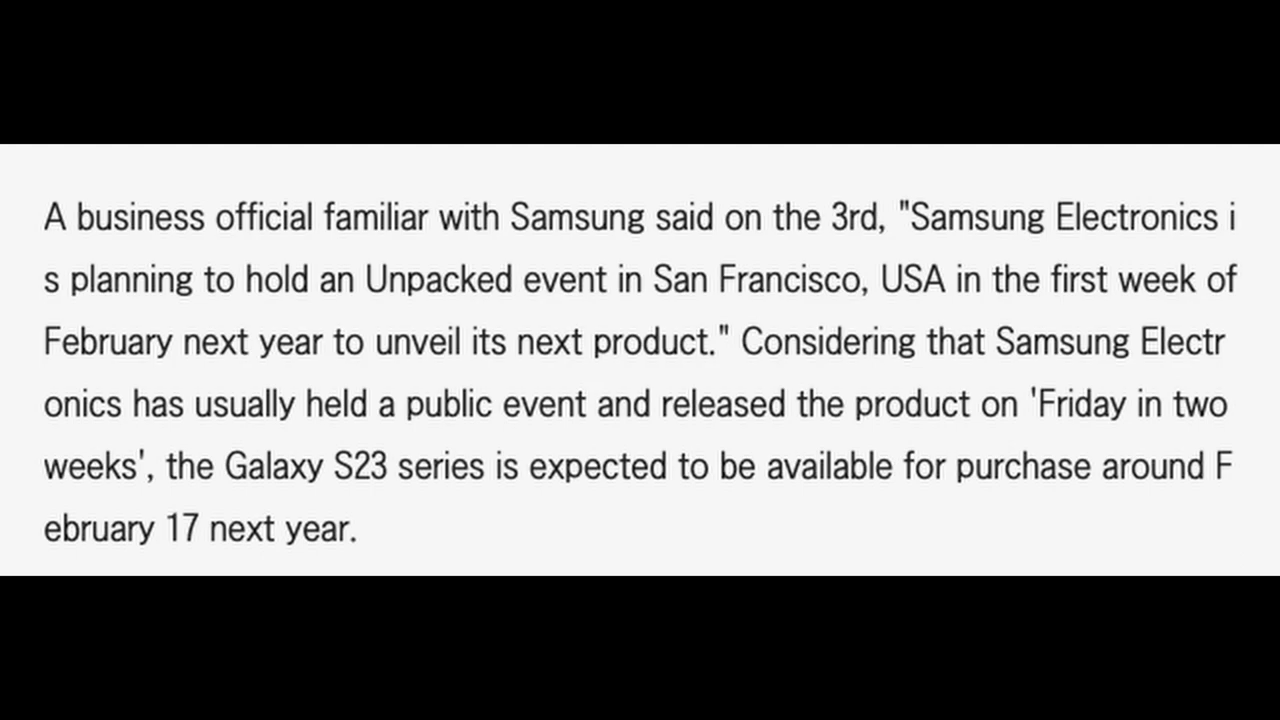 A business official familiar with Samsung said on the 3rd, "Samsung Electronics i
s planning to hold an Unpacked event in San Francisco, USA in the first week of
February next year to unveil its next product." Considering that Samsung Electr
onics has usually held a public event and released the product on 'Friday in two
weeks', the Galaxy S23 series is expected to be available for purchase around F
ebruary 17 next year.